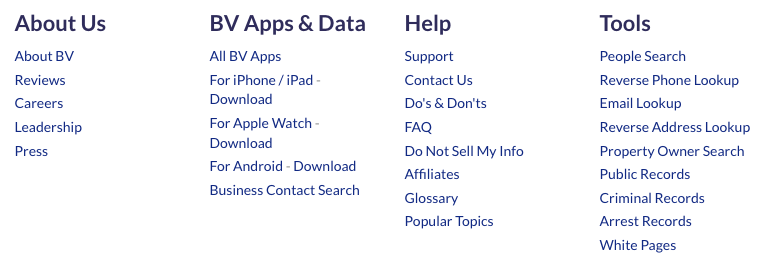 About Us
About BV
Reviews
Careers
Leadership
Press
BV Apps & Data
All BV Apps
For iPhone / iPad -
Download
For Apple Watch -
Download
For Android - Download
Business Contact Search
Help
Support
Contact Us
Do's & Don'ts
FAQ
Do Not Sell My Info
Affiliates
Glossary
Popular Topics
Tools
People Search
Reverse Phone Lookup
Email Lookup
Reverse Address Lookup
Property Owner Search
Public Records
Criminal Records
Arrest Records
White Pages